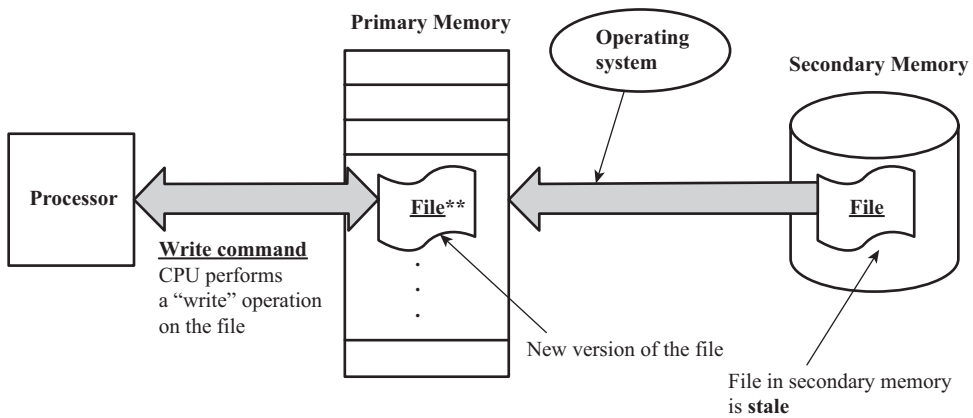 Primary Memory
Operating
system
Secondary Memory
Processor
File**
File
Write command
CPU performs
a “write” operation
on the file
New version of the file
File in secondary memory
is stale